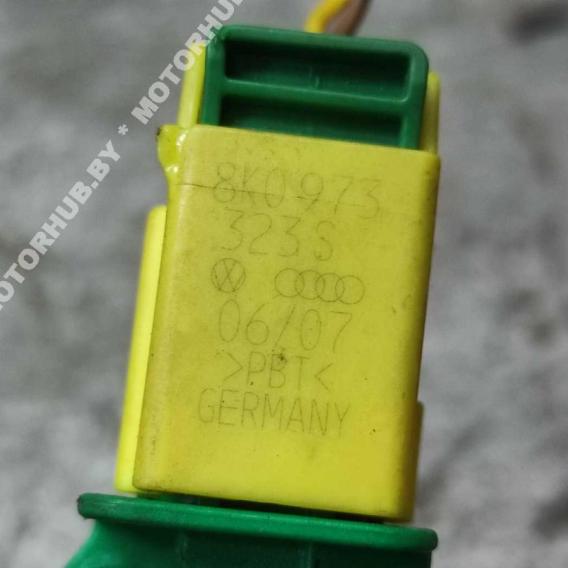 MOTORHUB.BY * MOTORHUB
8K0 973
323 S
06/07
>PBT<
GERMANY